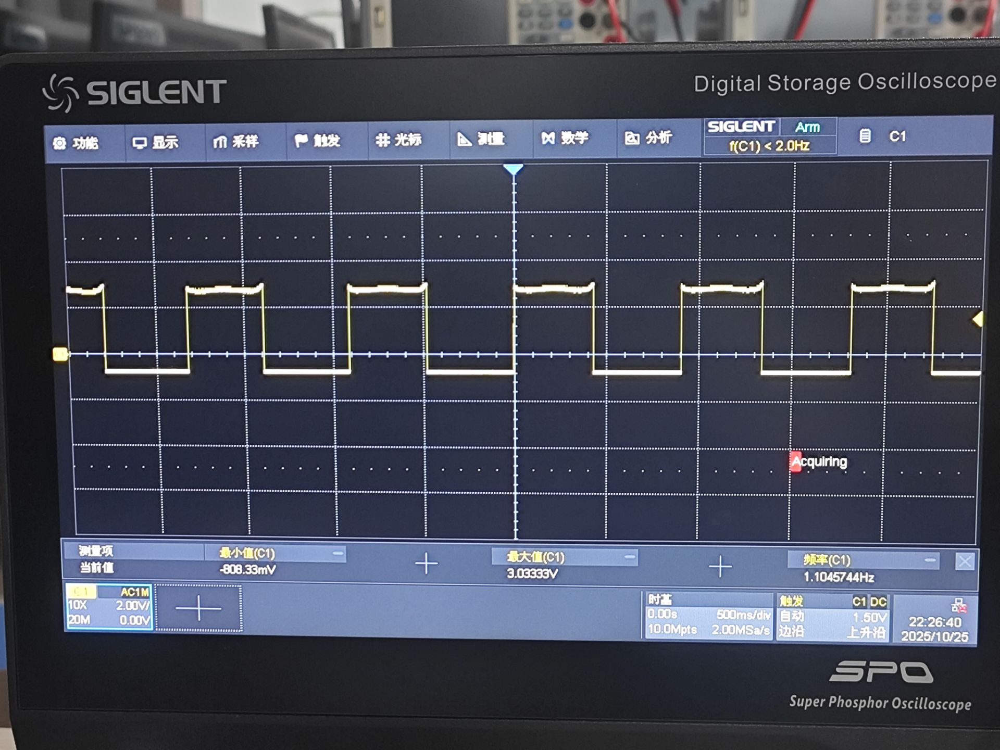 SIGLENT
Digital Storage Oscilloscope
功能 显示 采样 触发 光标 测量 数学 分析 SIGLENT Arm C1
f(C1) < 2.0Hz
Acquiring
测量项 最小值(C1) 最大值(C1) 频率(C1)
当前值 -808.33mV 3.03333V 1.1045744Hz
C1 AC1M 时基 触发 C1 DC
10X 2.00V/ 0.00s 500ms/div 自动 1.50V
20M 0.00V 10.0Mpts 2.00MSa/s 边沿 上升沿
22:26:40
2025/10/25
SPO
Super Phosphor Oscilloscope